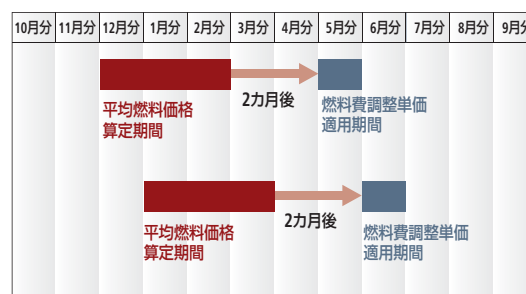 10月分 11月分 12月分 1月分 2月分 3月分 4月分 5月分 6月分 7月分 8月分 9月分
2カ月後
平均燃料価格
算定期間
燃料費調整単価
適用期間
2カ月後
平均燃料価格
算定期間
燃料費調整単価
適用期間